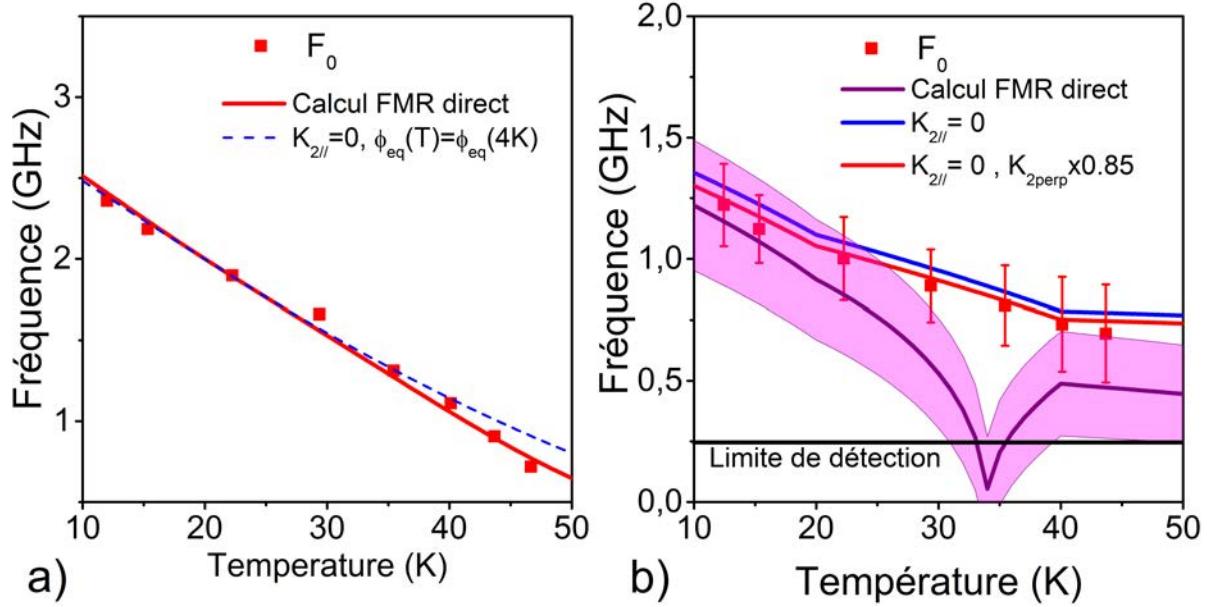 3
2
1
Fréquence (GHz)
F₀
Calcul FMR direct
K₂//=0, ϕeq(T)=ϕeq(4K)
10 20 30 40 50
Temperature (K)
a)
2,0
1,5
1,0
0,5
0,0
Fréquence (GHz)
F₀
Calcul FMR direct
K₂//= 0
K₂//= 0 , K₂perpx0.85
Limite de détection
10 20 30 40 50
Température (K)
b)